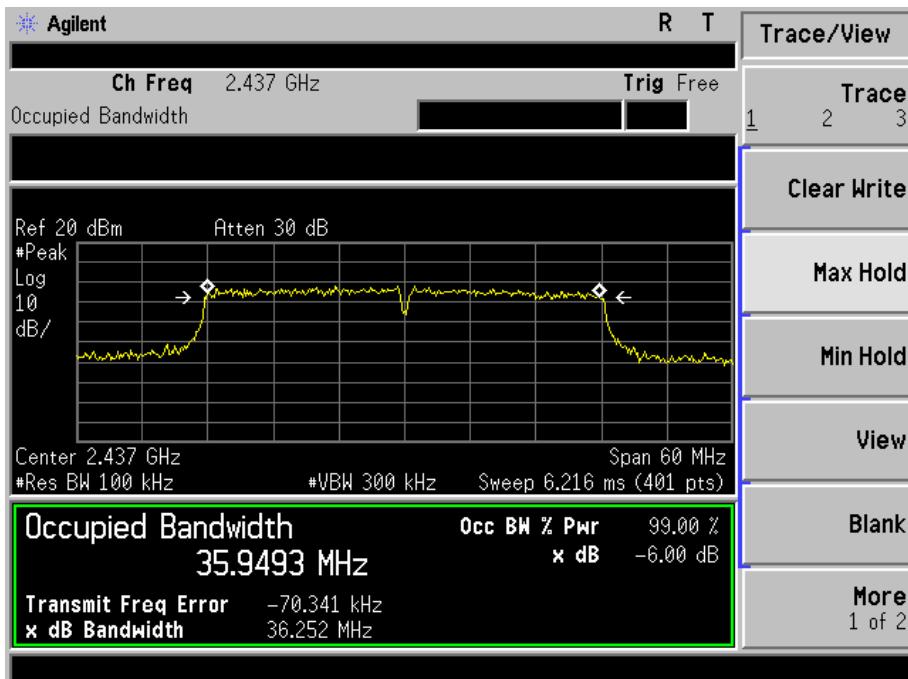 Agilent R T
Ch Freq 2.437 GHz Trig Free
Occupied Bandwidth
Ref 20 dBm Atten 30 dB
#Peak
Log
10
dB/
Center 2.437 GHz Span 60 MHz
#Res BW 100 kHz #VBW 300 kHz Sweep 6.216 ms (401 pts)
Occupied Bandwidth Occ BW % Pwr 99.00 %
35.9493 MHz x dB -6.00 dB
Transmit Freq Error -70.341 kHz
x dB Bandwidth 36.252 MHz
Trace/View
Trace
1 2 3
Clear Write
Max Hold
Min Hold
View
Blank
More
1 of 2